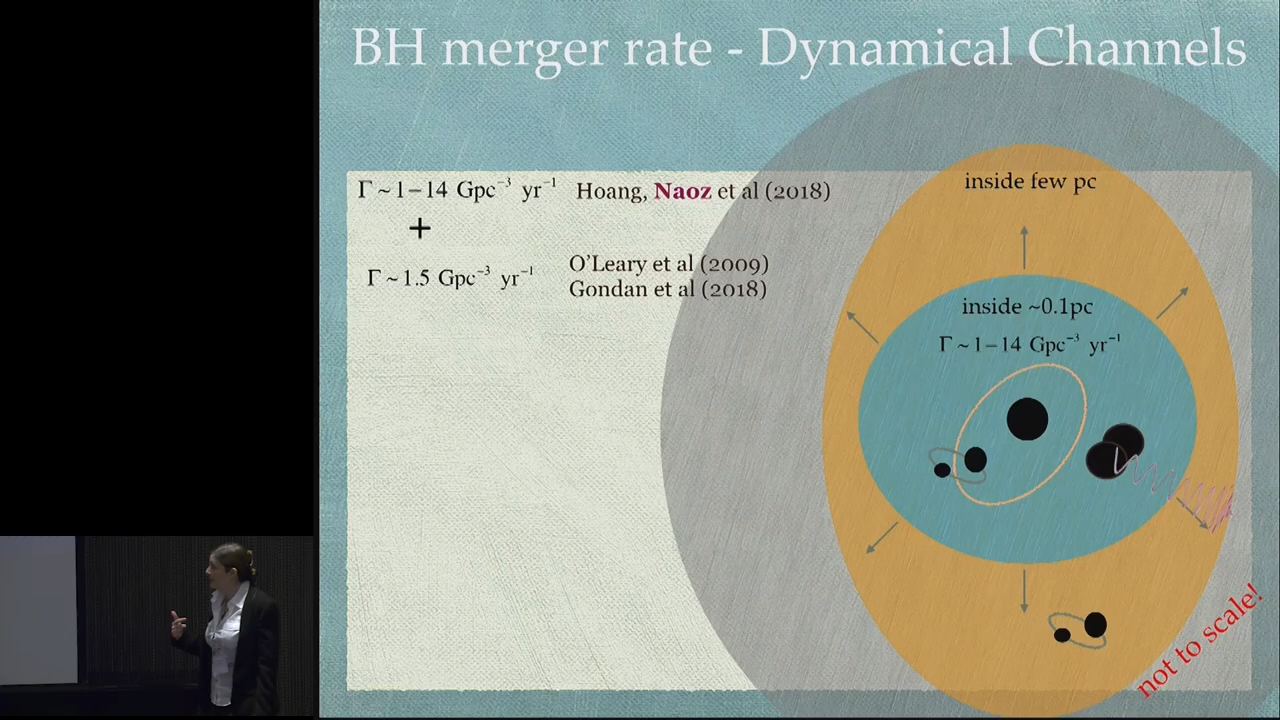 BH merger rate - Dynamical Channels
Γ ~ 1–14 Gpc⁻³ yr⁻¹ Hoang, Naoz et al (2018)
+
Γ ~ 1.5 Gpc⁻³ yr⁻¹
O'Leary et al (2009)
Gondan et al (2018)
inside few pc
inside ~0.1pc
Γ ~ 1–14 Gpc⁻³ yr⁻¹
not to scale!